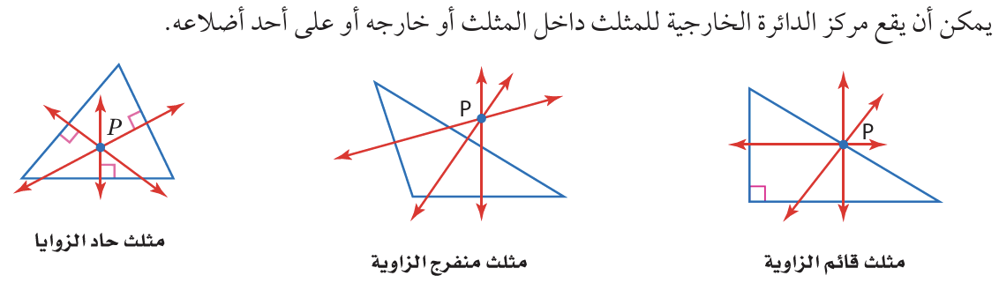 يمكن أن يقع مركز الدائرة الخارجية للمثلث داخل المثلث أو خارجه أو على أحد أضلاعه.
P
P
P
مثلث قائم الزاوية
مثلث منفرج الزاوية
مثلث حاد الزوايا